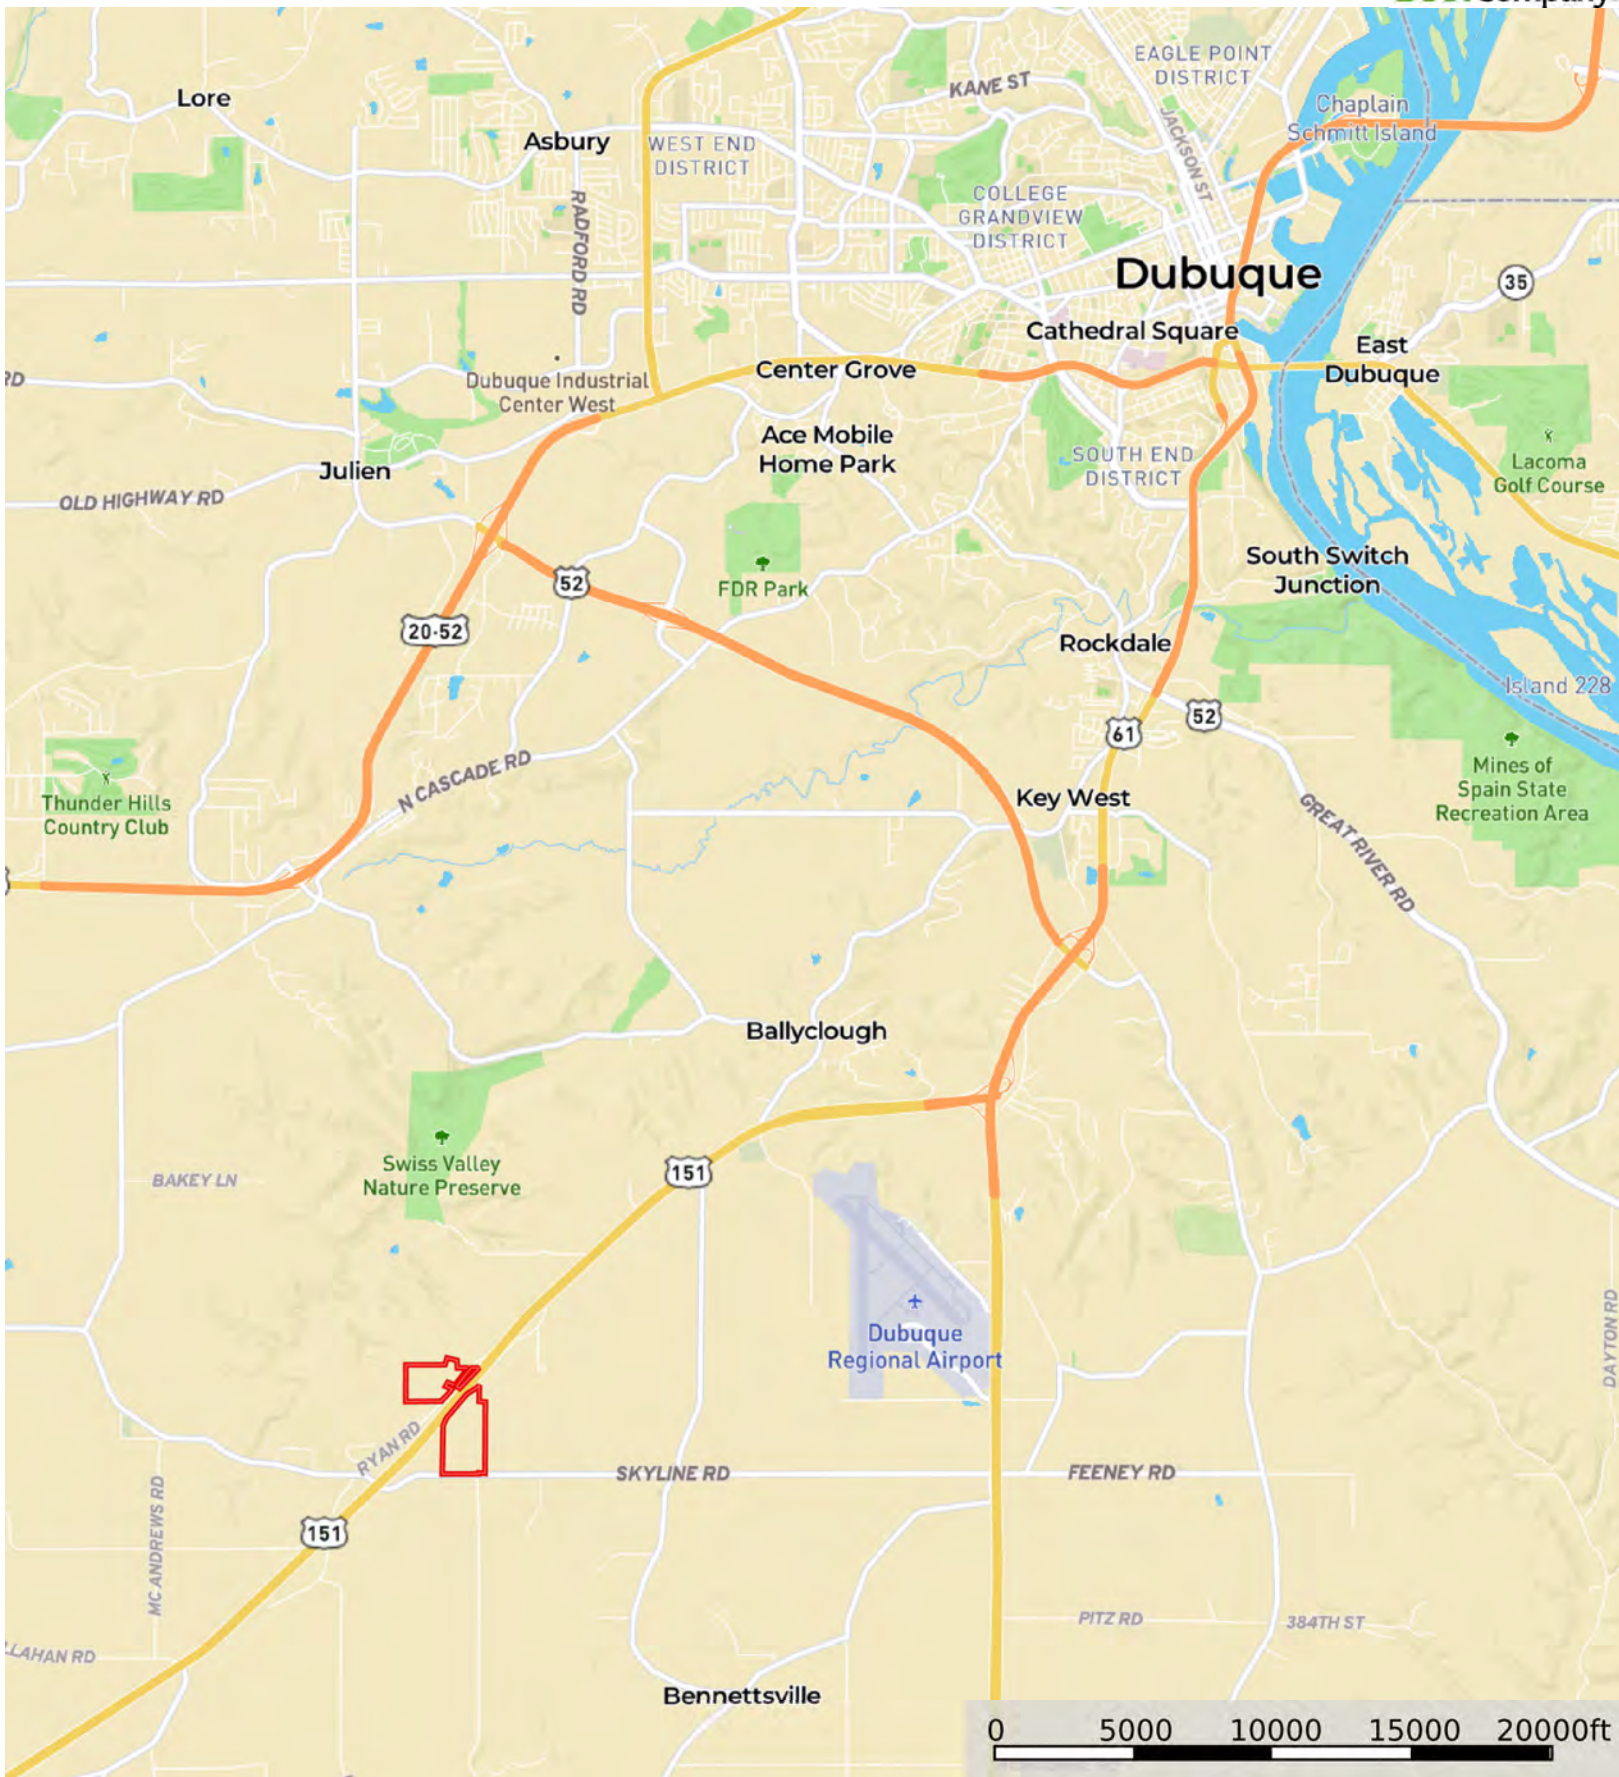 EAGLE POINT
DISTRICT
KANE ST
Lore
Chaplain
Schmitt Island
JACKSON ST
Asbury
WEST END
DISTRICT
RADFORD RD
COLLEGE
GRANDVIEW
DISTRICT
Dubuque
35
Cathedral Square
East
Dubuque
Center Grove
RD
Dubuque Industrial
Center West
Ace Mobile
Home Park
SOUTH END
DISTRICT
Lacoma
Golf Course
Julien
OLD HIGHWAY RD
South Switch
Junction
52
FDR Park
20-52
Rockdale
Island 228
52
61
N CASCADE RD
Mines of
Spain State
Recreation Area
Thunder Hills
Country Club
Key West
GREAT RIVER RD
Ballyclough
Swiss Valley
Nature Preserve
151
BAKEY LN
Dubuque
Regional Airport
DAYTON RD
RYAN RD
SKYLINE RD
FEENEY RD
MC ANDREWS RD
151
PITZ RD
384TH ST
LLAHAN RD
Bennettsville
0 5000 10000 15000 20000ft